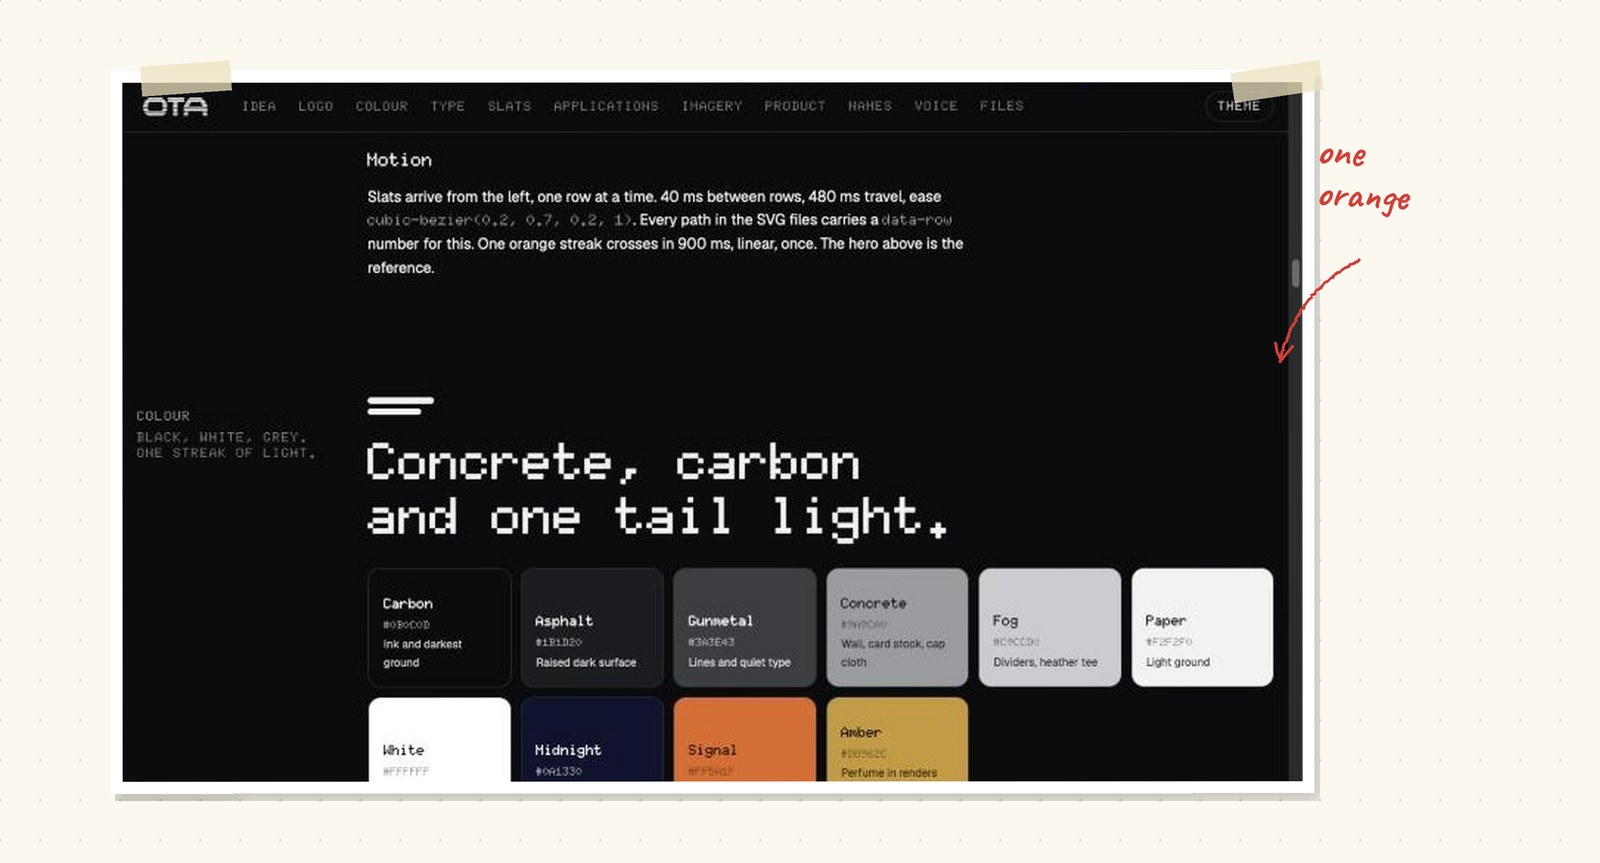 OTA IDEA LOGO COLOUR TYPE SLATS APPLICATIONS IMAGERY PRODUCT NAMES VOICE FILES THEME
Motion
Slats arrive from the left, one row at a time. 40 ms between rows, 480 ms travel, ease
cubic-bezier(0.2, 0.7, 0.2, 1). Every path in the SVG files carries a data-row
number for this. One orange streak crosses in 900 ms, linear, once. The hero above is the
reference.
one
orange
COLOUR
BLACK, WHITE, GREY.
ONE STREAK OF LIGHT.
Concrete, carbon
and one tail light.
Carbon
#0B0C0D
Ink and darkest
ground
Asphalt
#1B1D20
Raised dark surface
Gunmetal
#3A3E43
Lines and quiet type
Concrete
Wall, card stock, cap
cloth
Fog
#C9CCD0
Dividers, heather tee
Paper
#F2F2F0
Light ground
White
#FFFFFF
Midnight
#0A1330
Signal
Amber
Perfume in renders